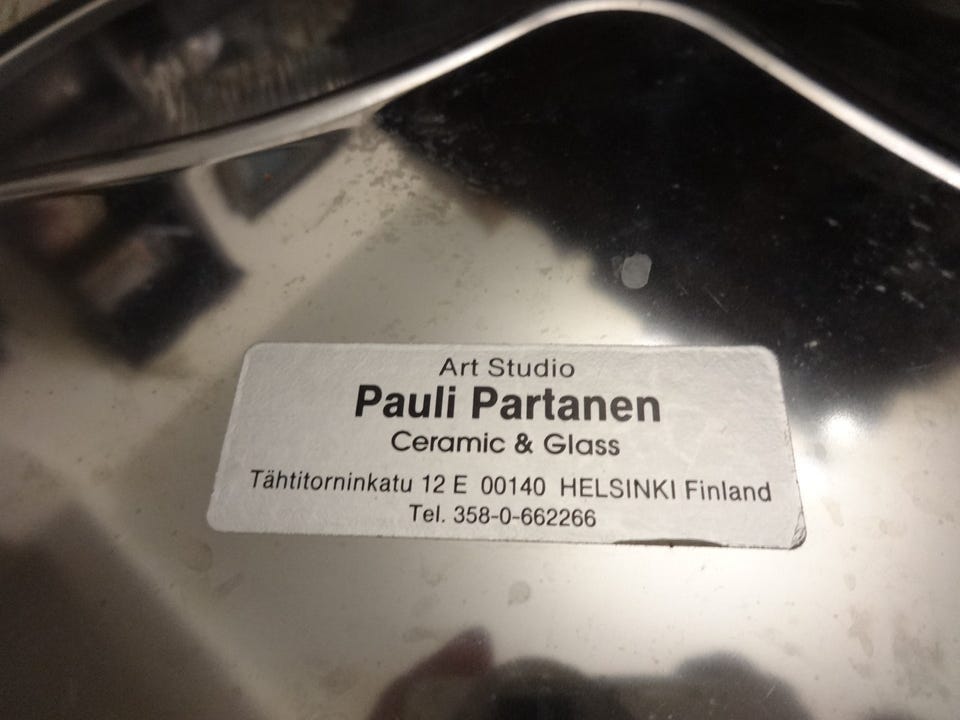 Art Studio
Pauli Partanen
Ceramic & Glass
Tähtitorninkatu 12 E 00140 HELSINKI Finland
Tel. 358-0-662266